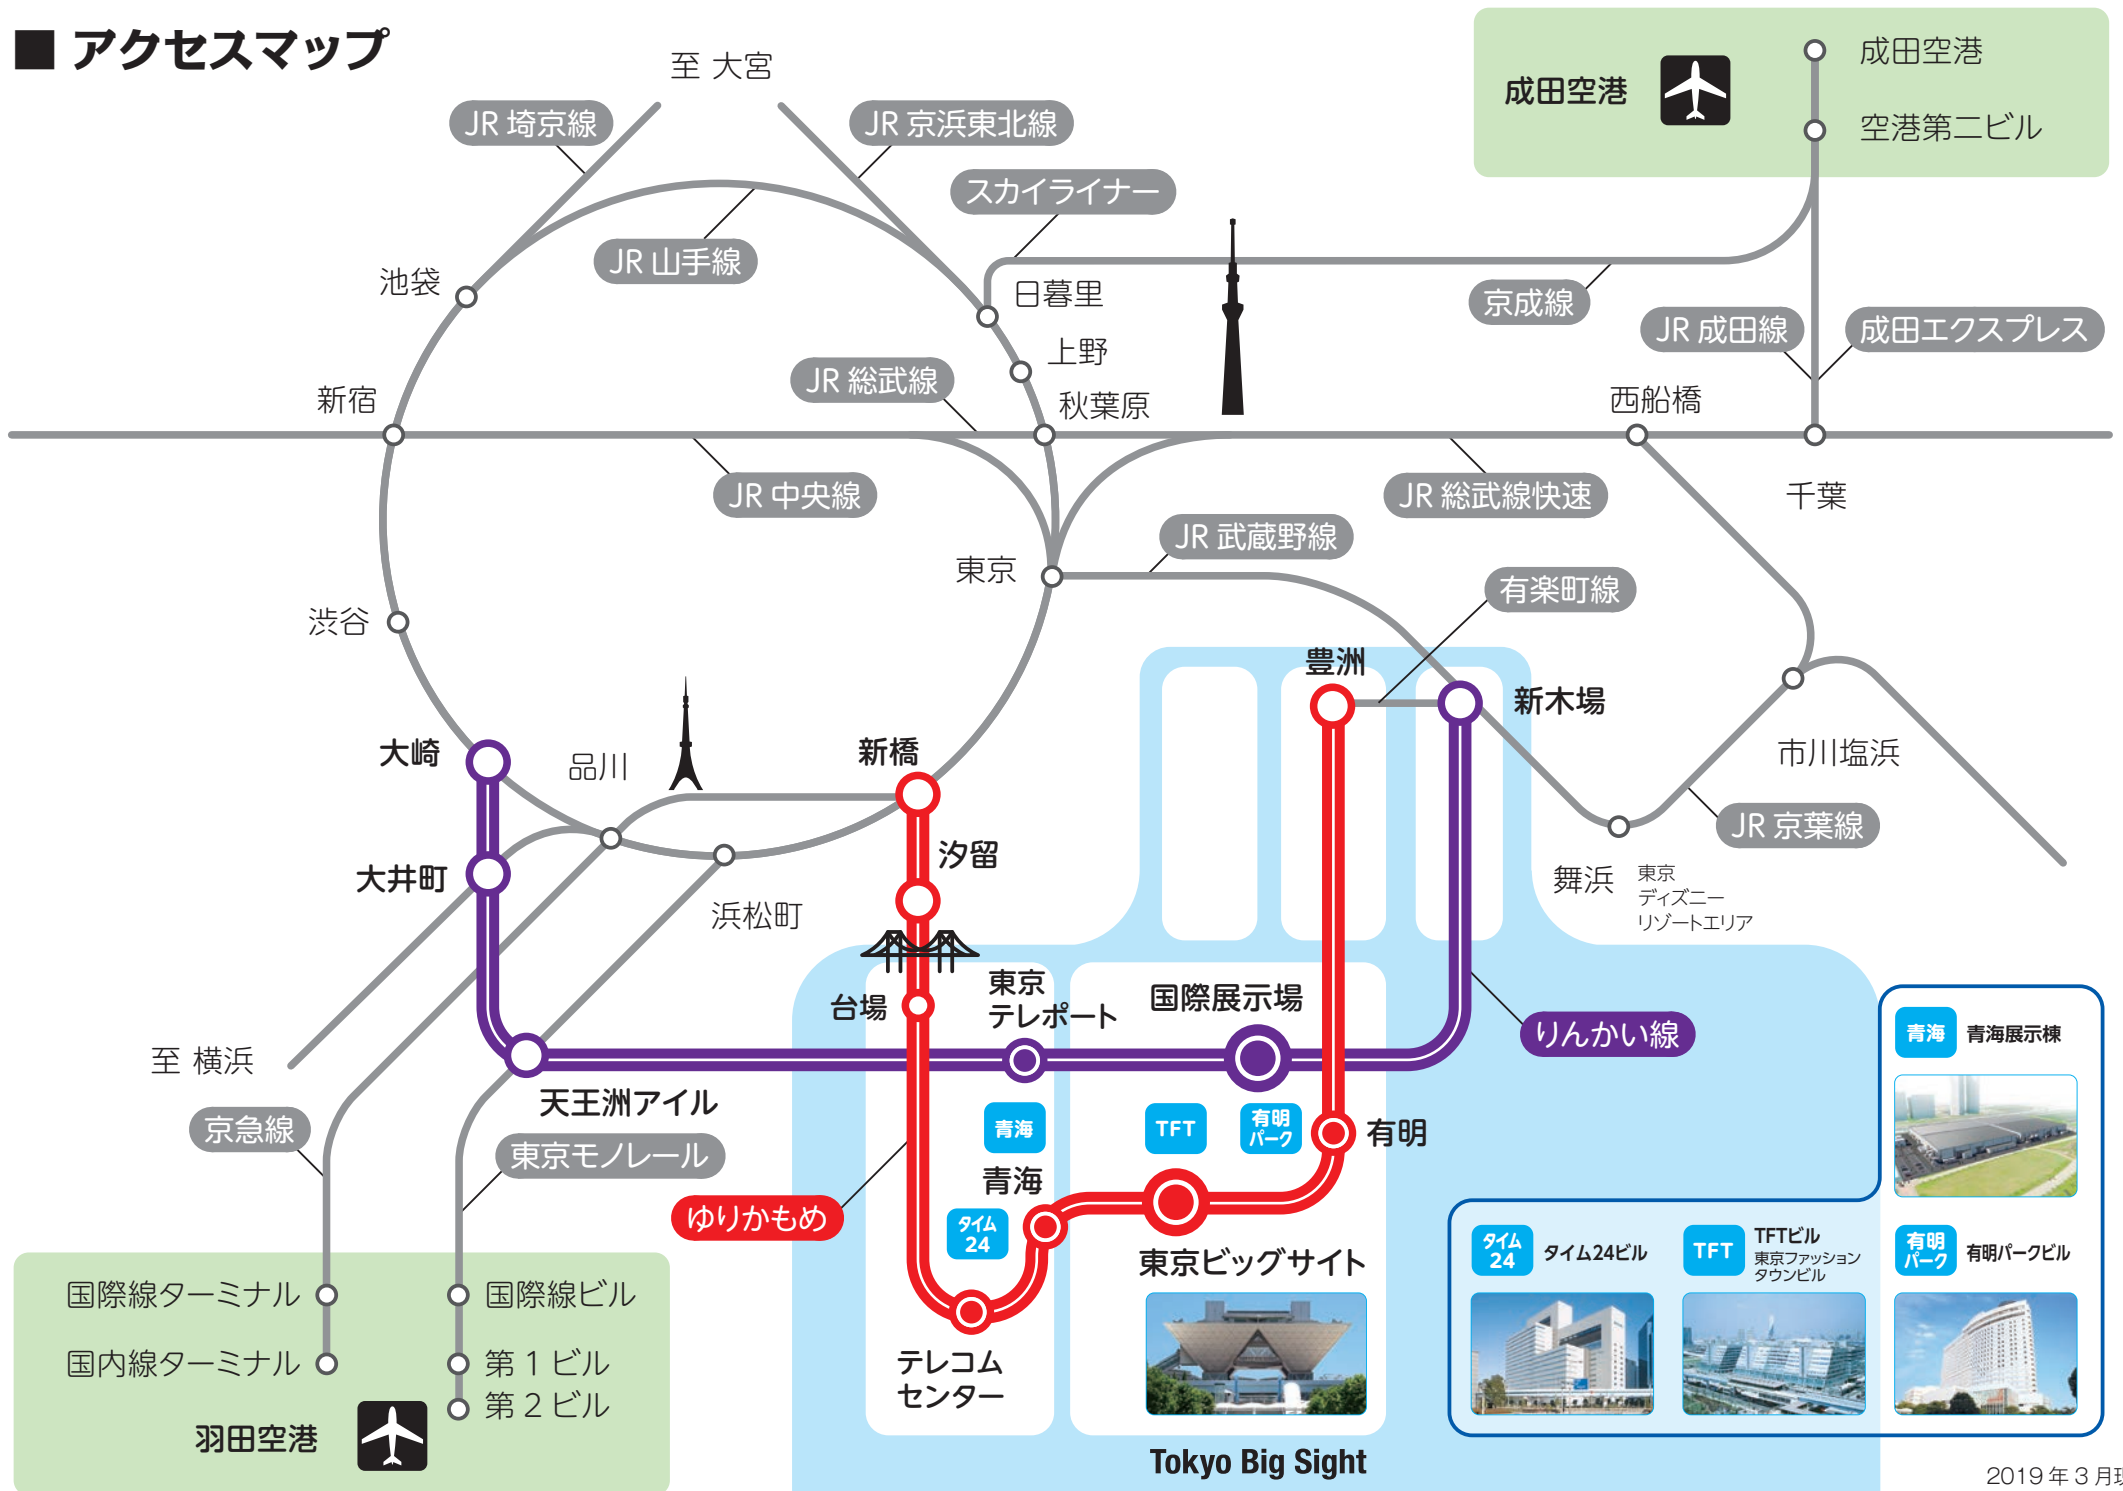 ■ アクセスマップ
至 大宮
成田空港
成田空港
空港第二ビル
JR 埼京線
JR 京浜東北線
スカイライナー
JR 山手線
池袋
日暮里
京成線
JR 成田線
成田エクスプレス
上野
JR 総武線
新宿
秋葉原
西船橋
JR 中央線
JR 総武線快速
千葉
JR 武蔵野線
東京
有楽町線
渋谷
豊洲
新木場
大崎
品川
新橋
市川塩浜
JR 京葉線
汐留
大井町
舞浜
東京
ディズニー
リゾートエリア
浜松町
台場
東京
テレポート
国際展示場
りんかい線
至 横浜
天王洲アイル
京急線
東京モノレール
青海
TFT
有明
パーク
有明
青海
ゆりかもめ
タイム
24
東京ビッグサイト
テレコム
センター
Tokyo Big Sight
青海
青海展示棟
タイム
24
タイム24ビル
TFT
TFTビル
東京ファッション
タウンビル
有明
パーク
有明パークビル
国際線ターミナル
国内線ターミナル
国際線ビル
第 1 ビル
第 2 ビル
羽田空港
2019 年 3 月